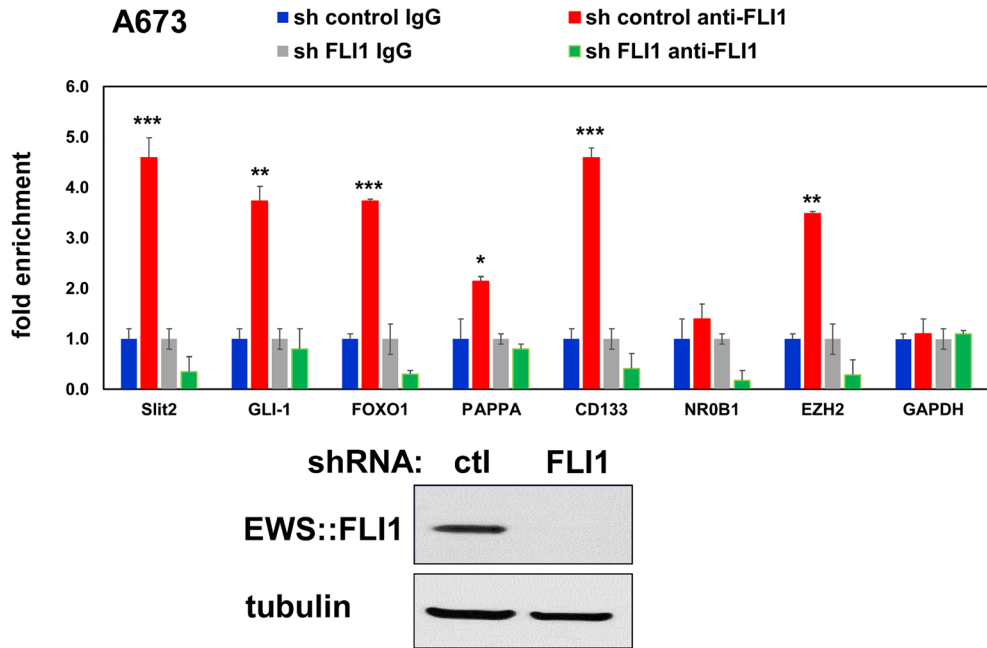 A673
sh control IgG
sh control anti-FLI1
sh FLI1 IgG
sh FLI1 anti-FLI1
fold enrichment
6.0
5.0
4.0
3.0
2.0
1.0
0.0
***
**
***
*
***
**
Slit2 GLI-1 FOXO1 PAPPA CD133 NR0B1 EZH2 GAPDH
shRNA: ctl FLI1
EWS::FLI1
tubulin